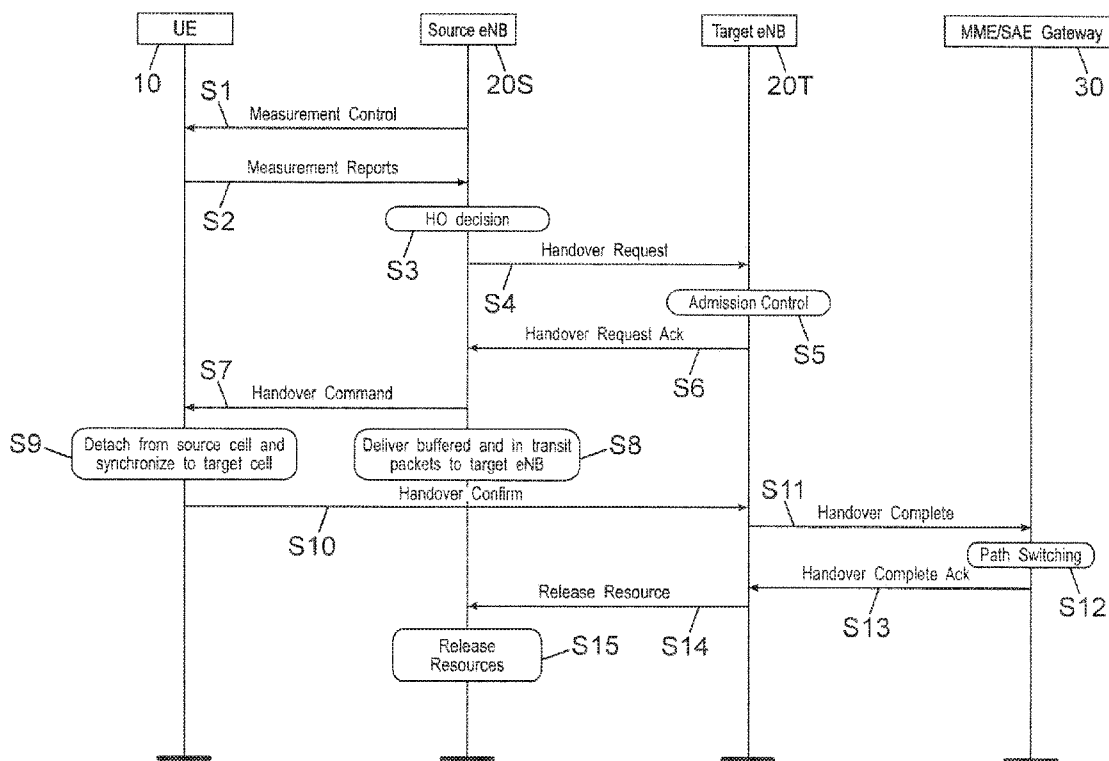 UE
Source eNB
Target eNB
MME/SAE Gateway
10
20S
20T
30
S1
Measurement Control
Measurement Reports
S2
HO decision
S3
Handover Request
S4
Admission Control
S5
Handover Request Ack
S6
S7
Handover Command
S9
Detach from source cell and
synchronize to target cell
Deliver buffered and in transit
packets to target eNB
S8
Handover Confirm
S10
S11
Handover Complete
Path Switching
S12
Handover Complete Ack
S13
Release Resource
S14
Release
Resources
S15